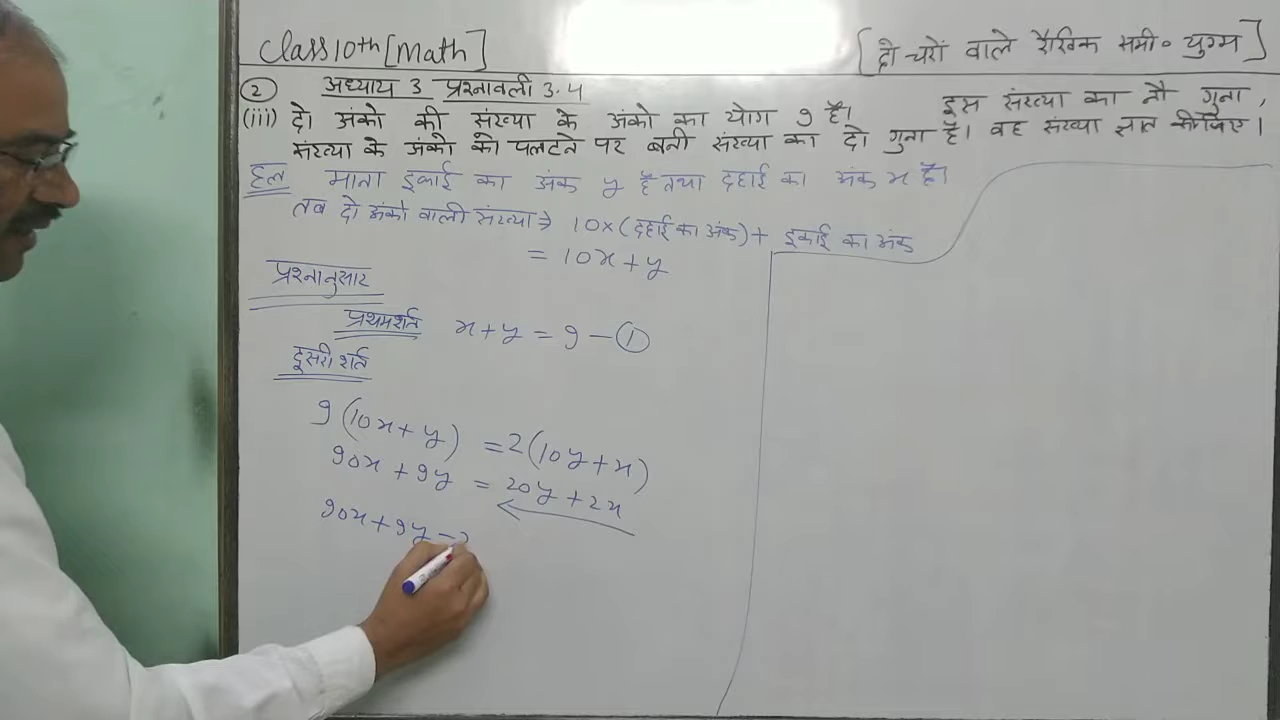 Class 10th [Math]
[दो चरों वाले रैखिक समी॰ युग्म]
② अध्याय 3 प्रश्नावली 3.4
(iii) दो अंको की संख्या के अंको का योग 9 है। इस संख्या का नौ गुना,
संख्या के अंको को पलटने पर बनी संख्या का दो गुना है। वह संख्या ज्ञात कीजिए।
हल माना इकाई का अंक y है तथा दहाई का अंक x है।
तब दो अंको वाली संख्या ⇒ 10×(दहाई का अंक) + इकाई का अंक
= 10x+y
प्रश्नानुसार
प्रथम शर्त x+y = 9 — ①
दूसरी शर्त
9(10x+y) = 2(10y+x)
90x + 9y = 20y + 2x
90x + 9y –